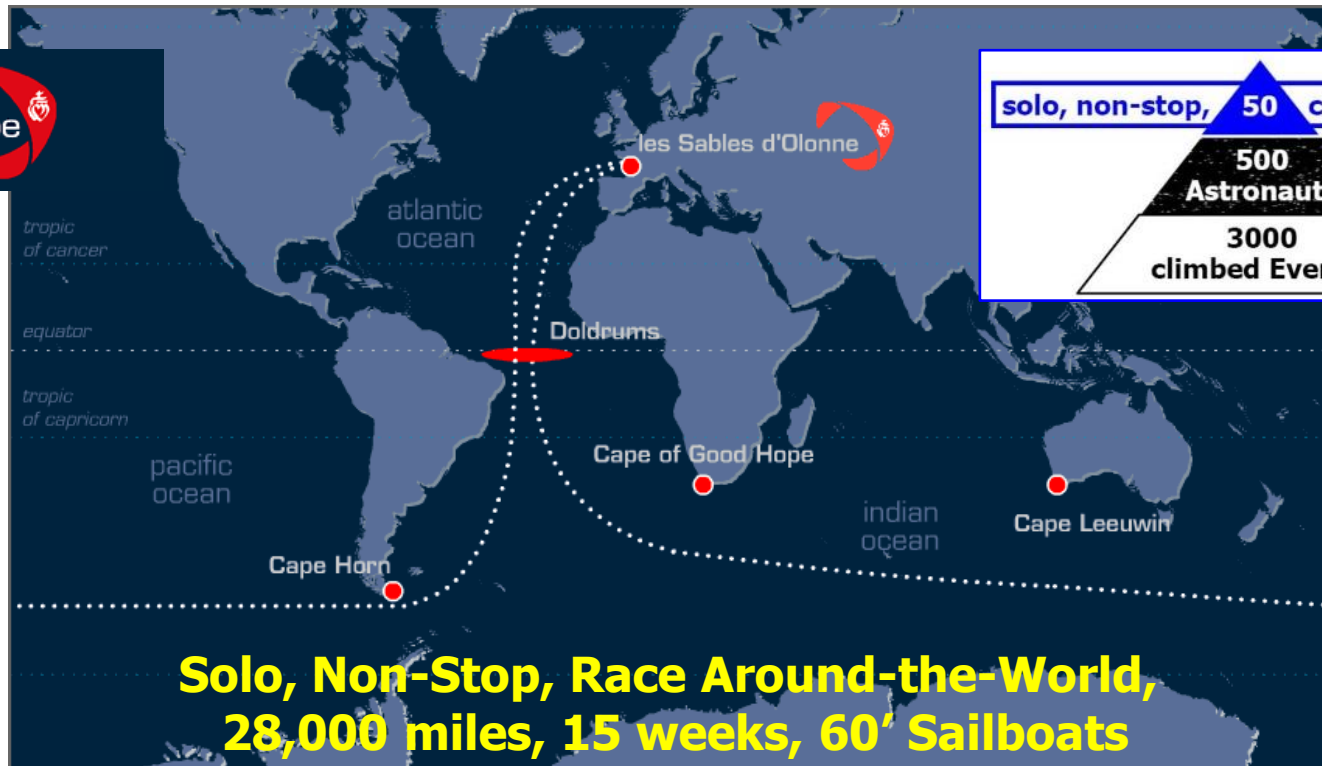 solo, non-stop,
50
500
3000
climbed
les Sables d'Olonne
atlantic
ocean
tropic
of cancer
equator
Doldrums
tropic
of capricorn
pacific
ocean
Cape of Good Hope
indian
ocean
Cape Leeuwin
Cape Horn
Solo, Non-Stop, Race Around-the-World,
28,000 miles, 15 weeks, 60’ Sailboats